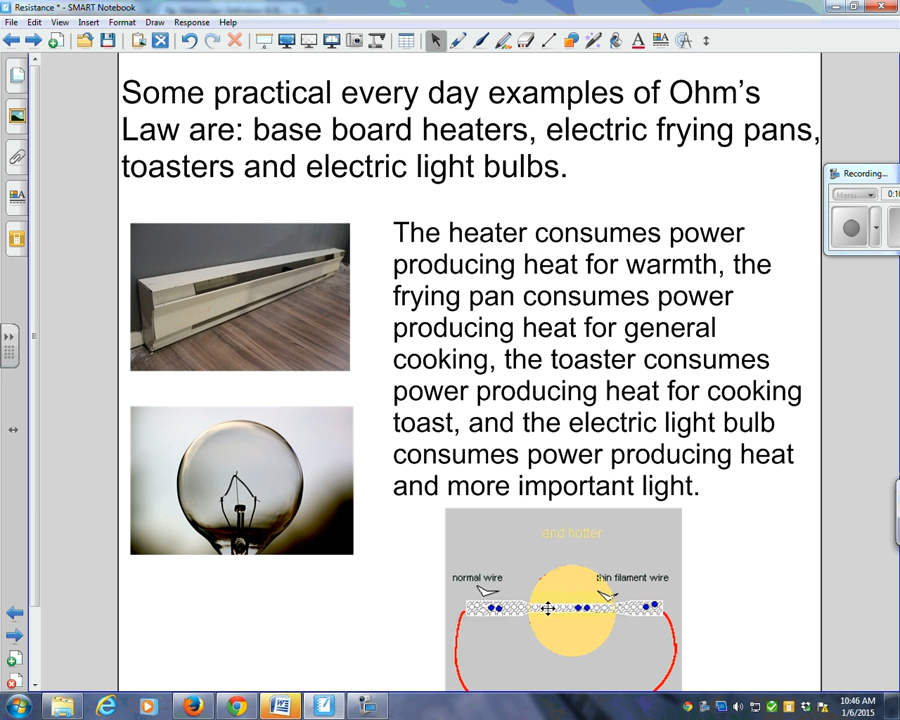 Resistance * - SMART Notebook
File Edit View Insert Format Draw Response Help
Some practical every day examples of Ohm's
Law are: base board heaters, electric frying pans,
toasters and electric light bulbs.
Recording...
Menu
The heater consumes power
producing heat for warmth, the
frying pan consumes power
producing heat for general
cooking, the toaster consumes
power producing heat for cooking
toast, and the electric light bulb
consumes power producing heat
and more important light.
and hotter
normal wire
thin filament wire
10:46 AM
1/6/2015